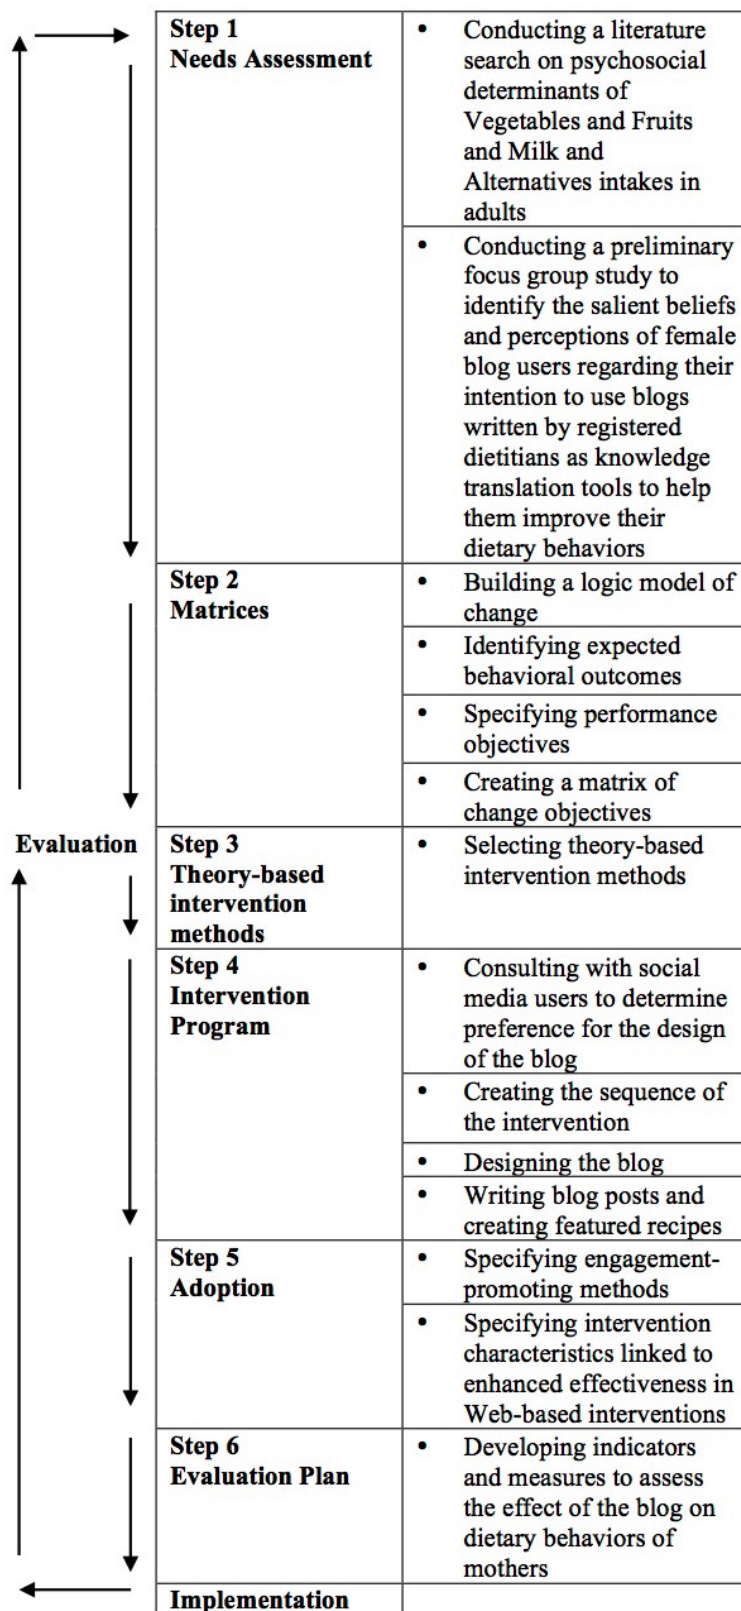 Step 1
Needs Assessment
• Conducting a literature
search on psychosocial
determinants of
Vegetables and Fruits
and Milk and
Alternatives intakes in
adults
• Conducting a preliminary
focus group study to
identify the salient beliefs
and perceptions of female
blog users regarding their
intention to use blogs
written by registered
dietitians as knowledge
translation tools to help
them improve their
dietary behaviors
Step 2
Matrices
• Building a logic model of
change
• Identifying expected
behavioral outcomes
• Specifying performance
objectives
• Creating a matrix of
change objectives
Evaluation
Step 3
Theory-based
intervention
methods
• Selecting theory-based
intervention methods
Step 4
Intervention
Program
• Consulting with social
media users to determine
preference for the design
of the blog
• Creating the sequence of
the intervention
• Designing the blog
• Writing blog posts and
creating featured recipes
Step 5
Adoption
• Specifying engagement-
promoting methods
• Specifying intervention
characteristics linked to
enhanced effectiveness in
Web-based interventions
Step 6
Evaluation Plan
• Developing indicators
and measures to assess
the effect of the blog on
dietary behaviors of
mothers
Implementation